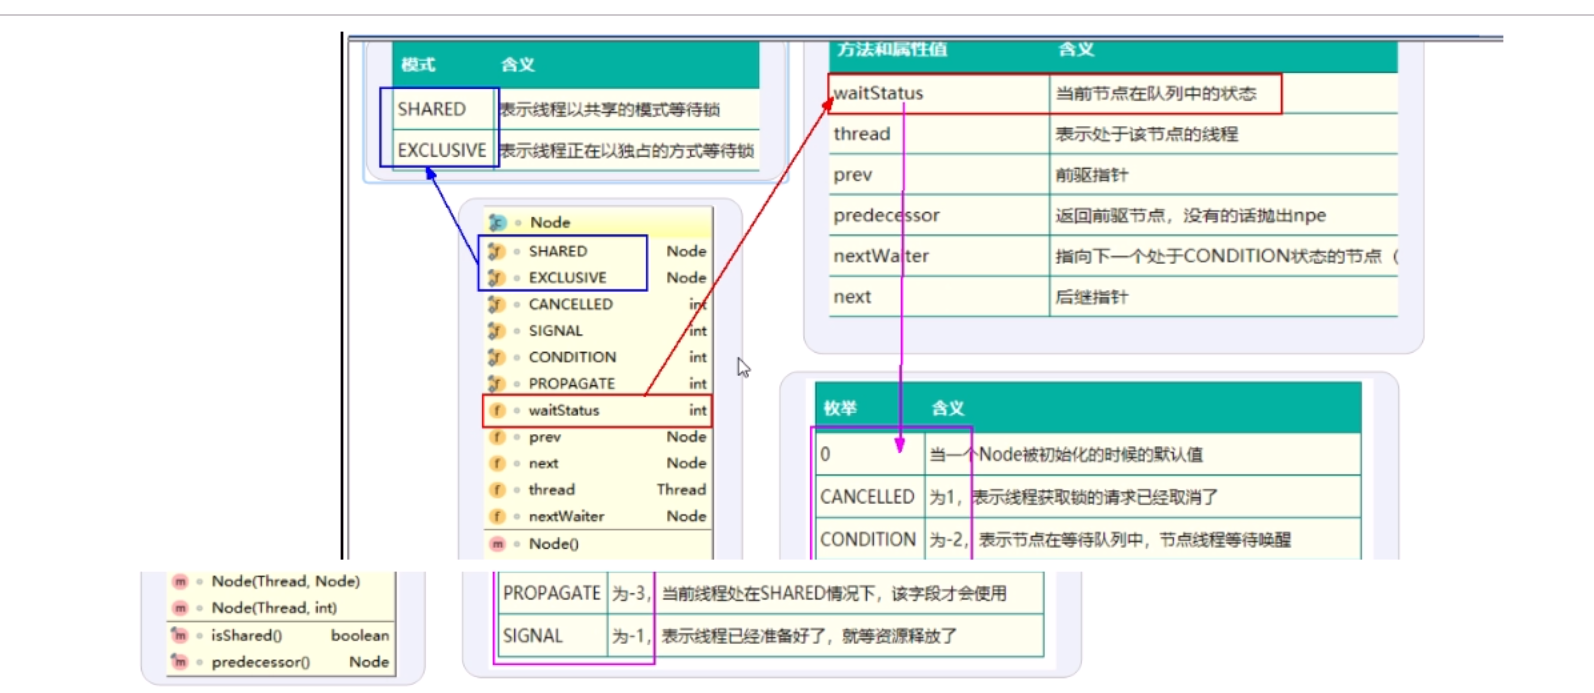 模式 含义
SHARED 表示线程以共享的模式等待锁
EXCLUSIVE 表示线程正在以独占的方式等待锁
方法和属性值 含义
waitStatus 当前节点在队列中的状态
thread 表示处于该节点的线程
prev 前驱指针
predecessor 返回前驱节点，没有的话抛出npe
nextWaiter 指向下一个处于CONDITION状态的节点（
next 后继指针
Node
SHARED Node
EXCLUSIVE Node
CANCELLED int
SIGNAL int
CONDITION int
PROPAGATE int
waitStatus int
prev Node
next Node
thread Thread
nextWaiter Node
Node()
枚举 含义
0 当一个Node被初始化的时候的默认值
CANCELLED 为1，表示线程获取锁的请求已经取消了
CONDITION 为-2，表示节点在等待队列中，节点线程等待唤醒
Node(Thread, Node)
Node(Thread, int)
isShared() boolean
predecessor() Node
PROPAGATE 为-3，当前线程处在SHARED情况下，该字段才会使用
SIGNAL 为-1，表示线程已经准备好了，就等资源释放了